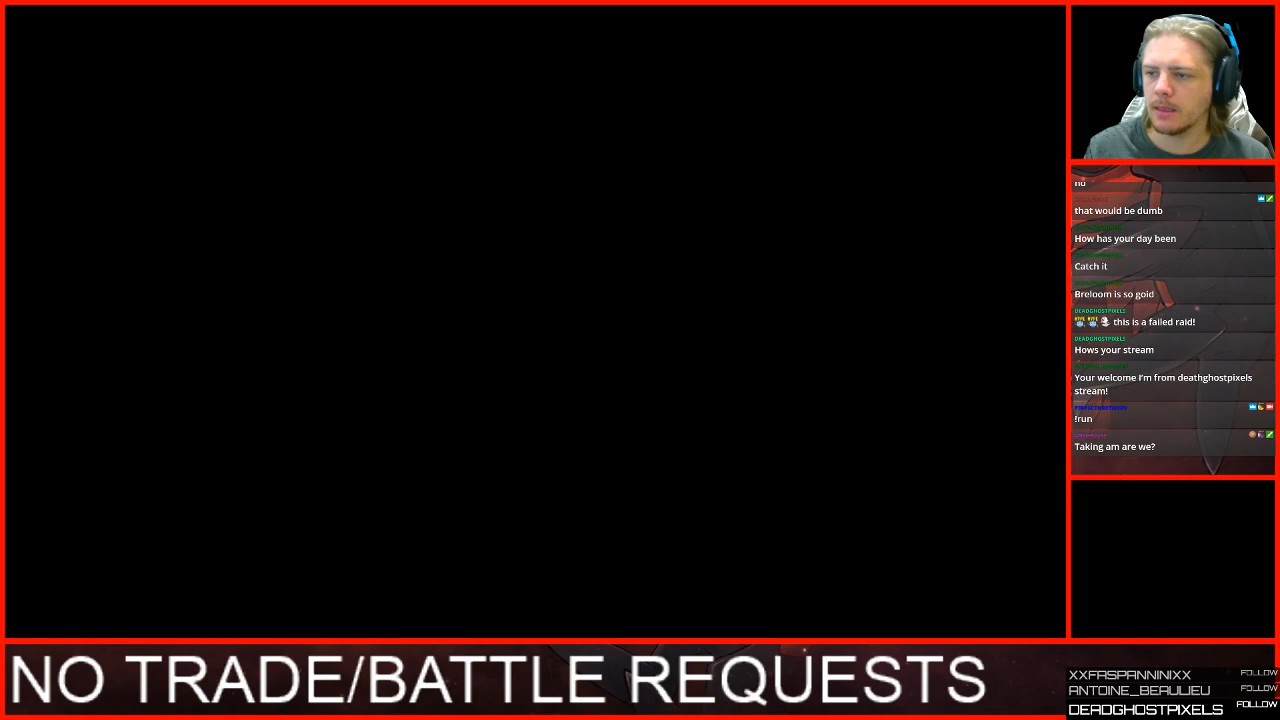 that would be dumb
How has your day been
Catch it
Breloom is so goid
DEADGHOSTPIXELS
this is a failed raid!
DEADGHOSTPIXELS
Hows your stream
Your welcome I'm from deathghostpixels
stream!
!run
Taking am are we?
NO TRADE/BATTLE REQUESTS
XXFASPANNINIXX FOLLOW
ANTOINE_BEAULIEU FOLLOW
DEADGHOSTPIXELS FOLLOW